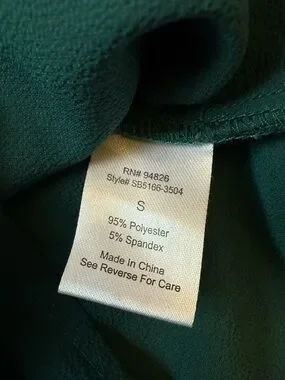 RN# 94826
Style# SB5166-3504
S
95% Polyester
5% Spandex
Made In China
See Reverse For Care